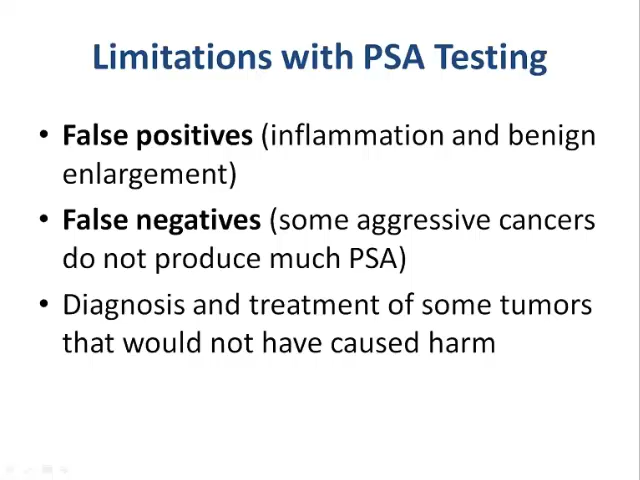 Limitations with PSA Testing
• False positives (inflammation and benign
enlargement)
• False negatives (some aggressive cancers
do not produce much PSA)
• Diagnosis and treatment of some tumors
that would not have caused harm